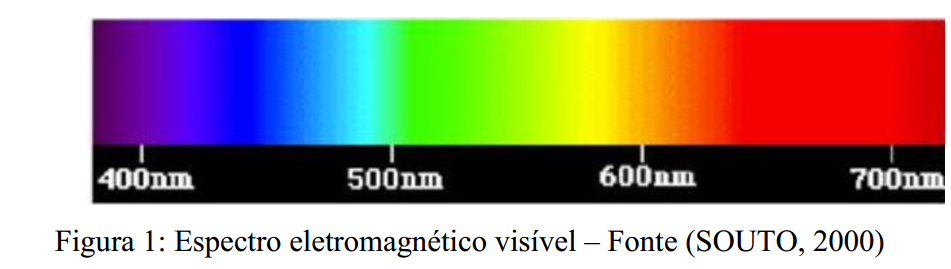 400nm 500nm 600nm 700nm
Figura 1: Espectro eletromagnético visível – Fonte (SOUTO, 2000)